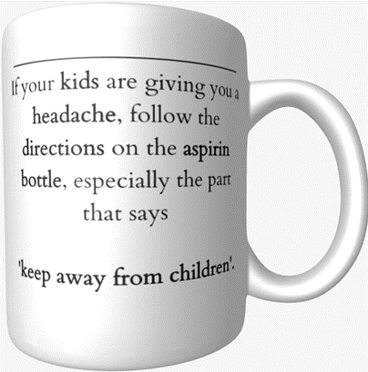 If your kids are giving you a
headache, follow the
directions on the aspirin
bottle, especially the part
that says
'keep away from children'.